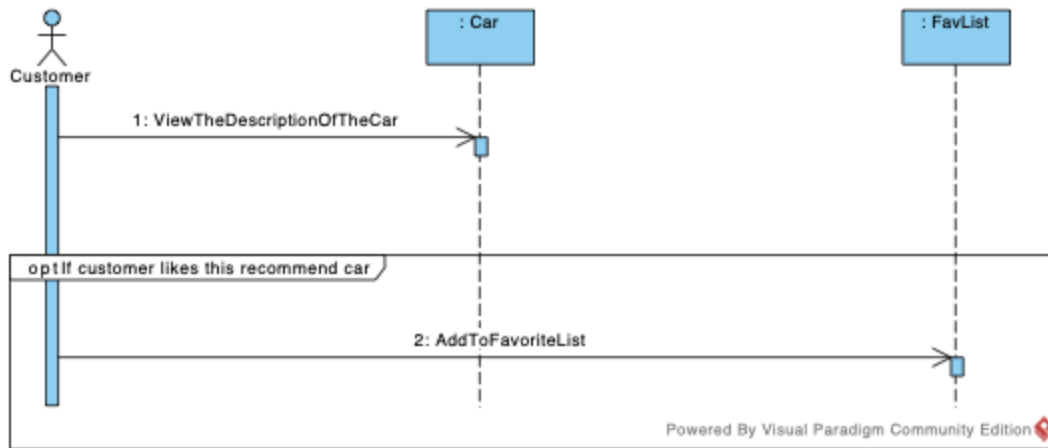 : Car
: FavList
Customer
1: ViewTheDescriptionOfTheCar
opt If customer likes this recommend car
2: AddToFavoriteList
Powered By Visual Paradigm Community Edition